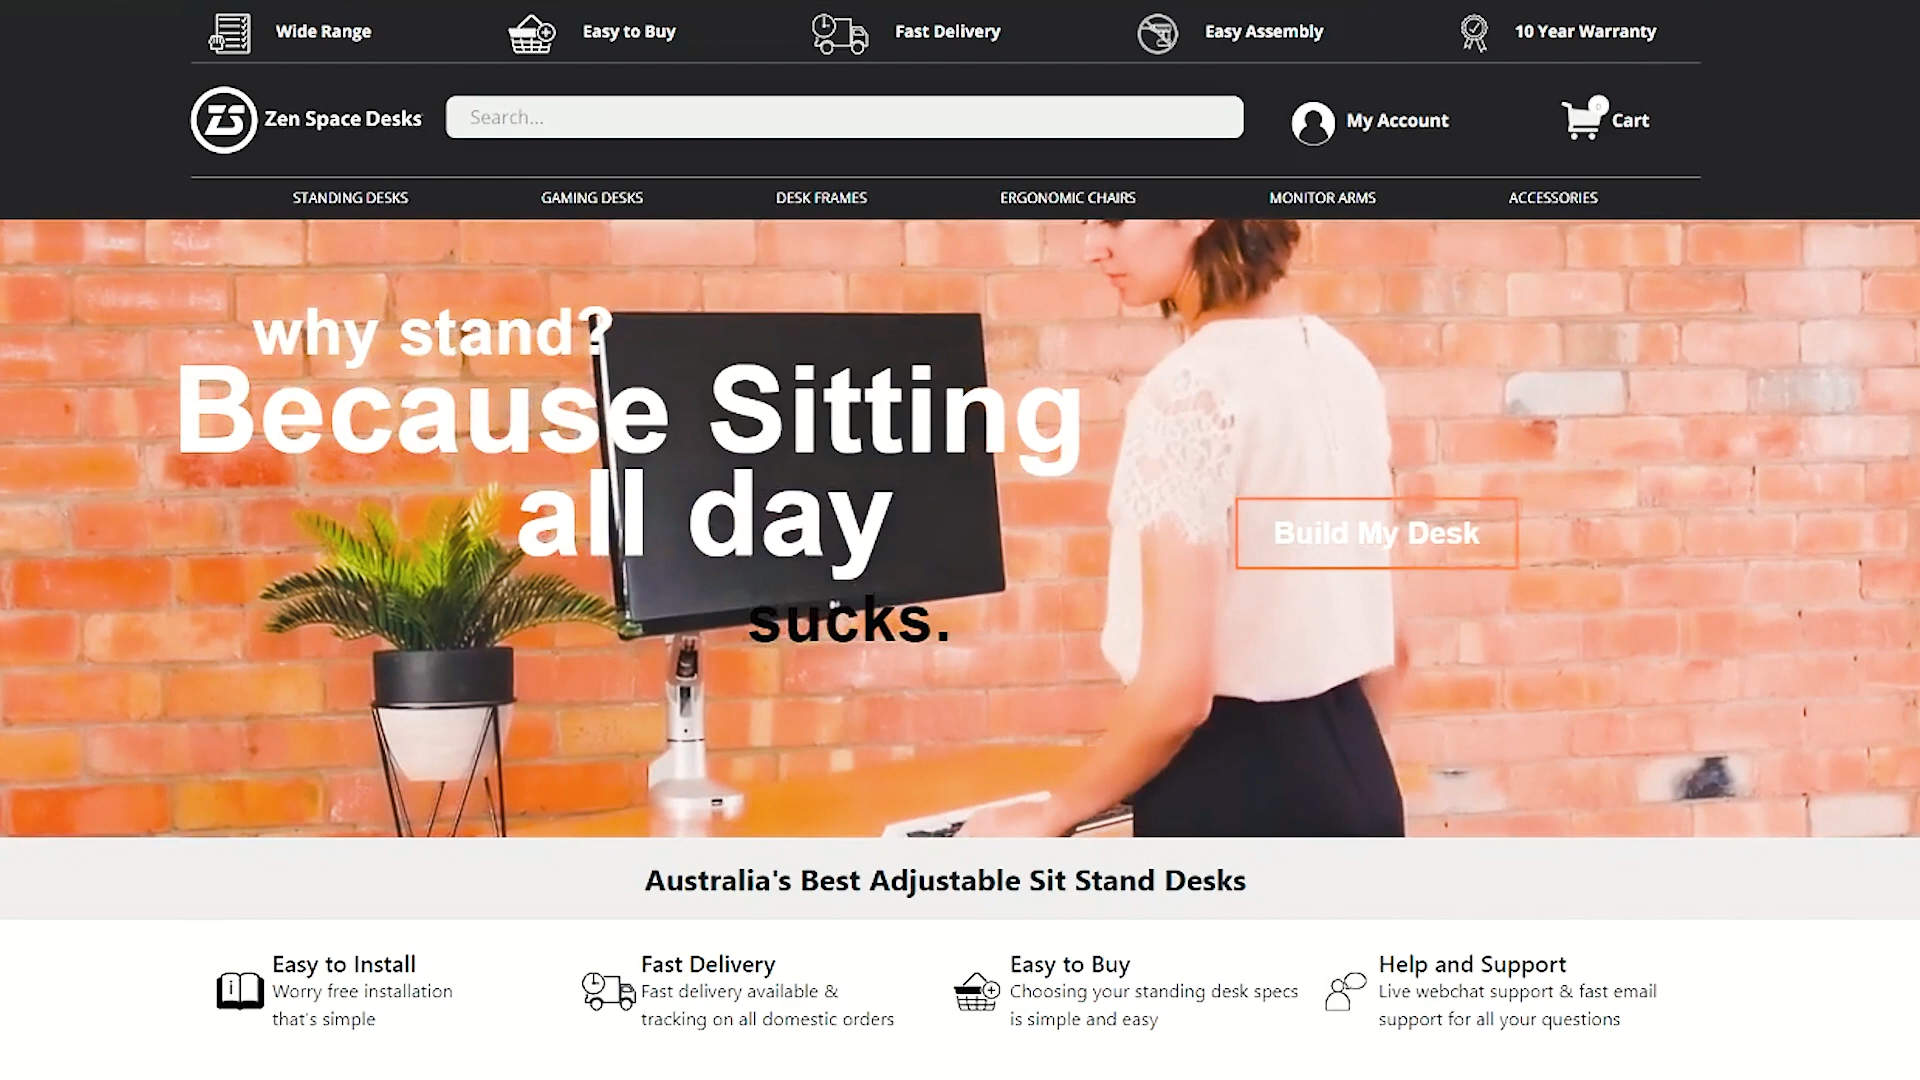 Wide Range
Easy to Buy
Fast Delivery
Easy Assembly
10 Year Warranty
ZS
Zen Space Desks
Search...
My Account
0
Cart
STANDING DESKS
GAMING DESKS
DESK FRAMES
ERGONOMIC CHAIRS
MONITOR ARMS
ACCESSORIES
why stand?
Because Sitting
all day
sucks.
Build My Desk
Australia's Best Adjustable Sit Stand Desks
Easy to Install
Worry free installation
that's simple
Fast Delivery
Fast delivery available &
tracking on all domestic orders
Easy to Buy
Choosing your standing desk specs
is simple and easy
Help and Support
Live webchat support & fast email
support for all your questions